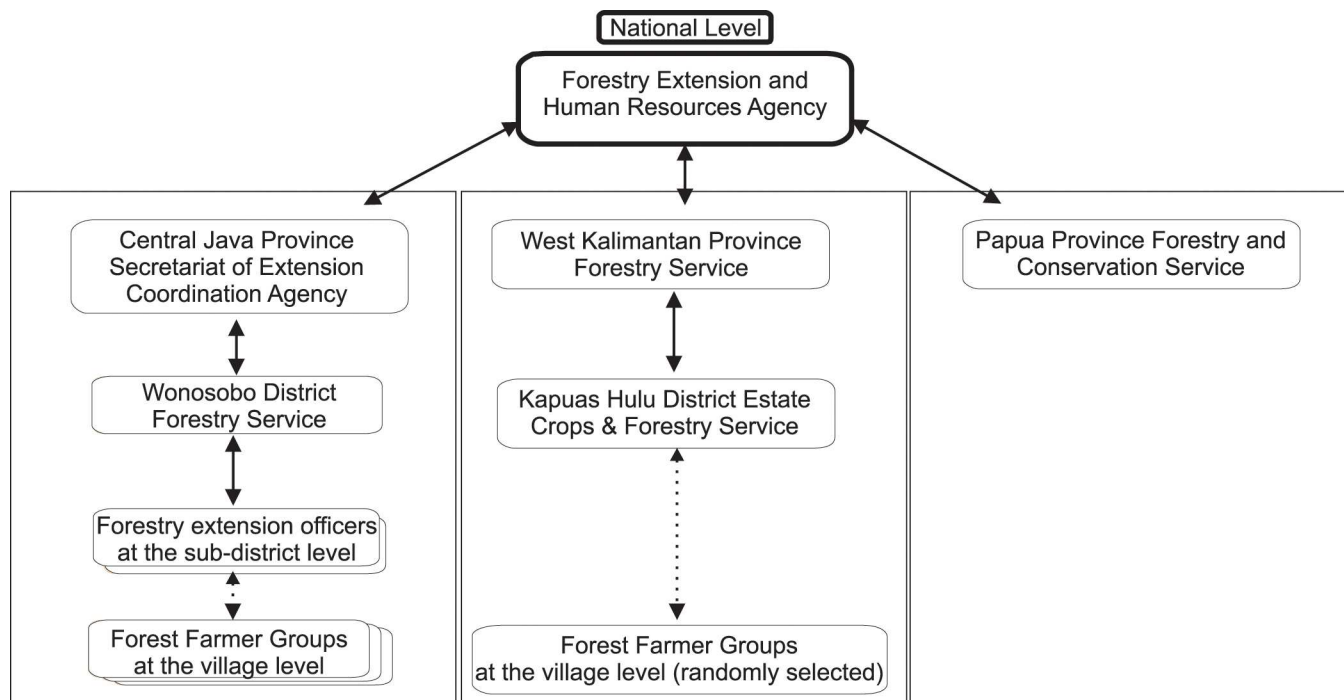 National Level
Forestry Extension and
Human Resources Agency
Central Java Province
Secretariat of Extension
Coordination Agency
Wonosobo District
Forestry Service
Forestry extension officers
at the sub-district level
Forest Farmer Groups
at the village level
West Kalimantan Province
Forestry Service
Kapuas Hulu District Estate
Crops & Forestry Service
Forest Farmer Groups
at the village level (randomly selected)
Papua Province Forestry and
Conservation Service